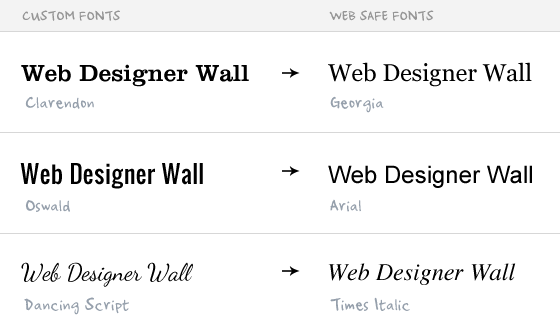 CUSTOM FONTS WEB SAFE FONTS
Web Designer Wall → Web Designer Wall
Clarendon Georgia
Web Designer Wall → Web Designer Wall
Oswald Arial
Web Designer Wall → Web Designer Wall
Dancing Script Times Italic